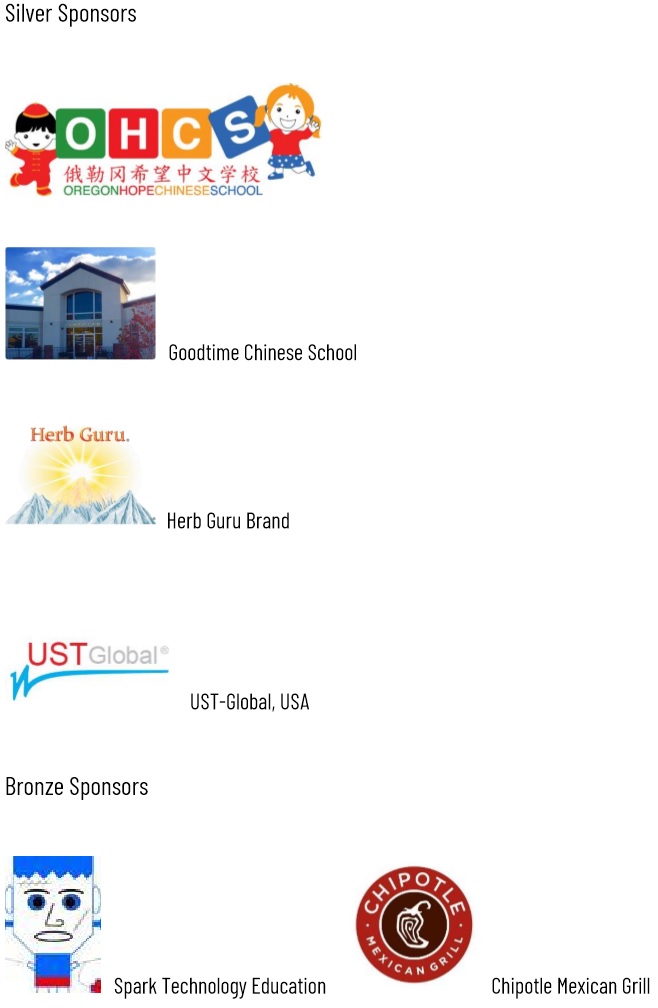 Silver Sponsors
OHCS
俄勒冈希望中文学校
OREGONHOPECHINESESCHOOL
Goodtime Chinese School
Herb Guru.
Herb Guru Brand
UST Global®
UST-Global, USA
Bronze Sponsors
Spark Technology Education
CHIPOTLE
MEXICAN GRILL
Chipotle Mexican Grill